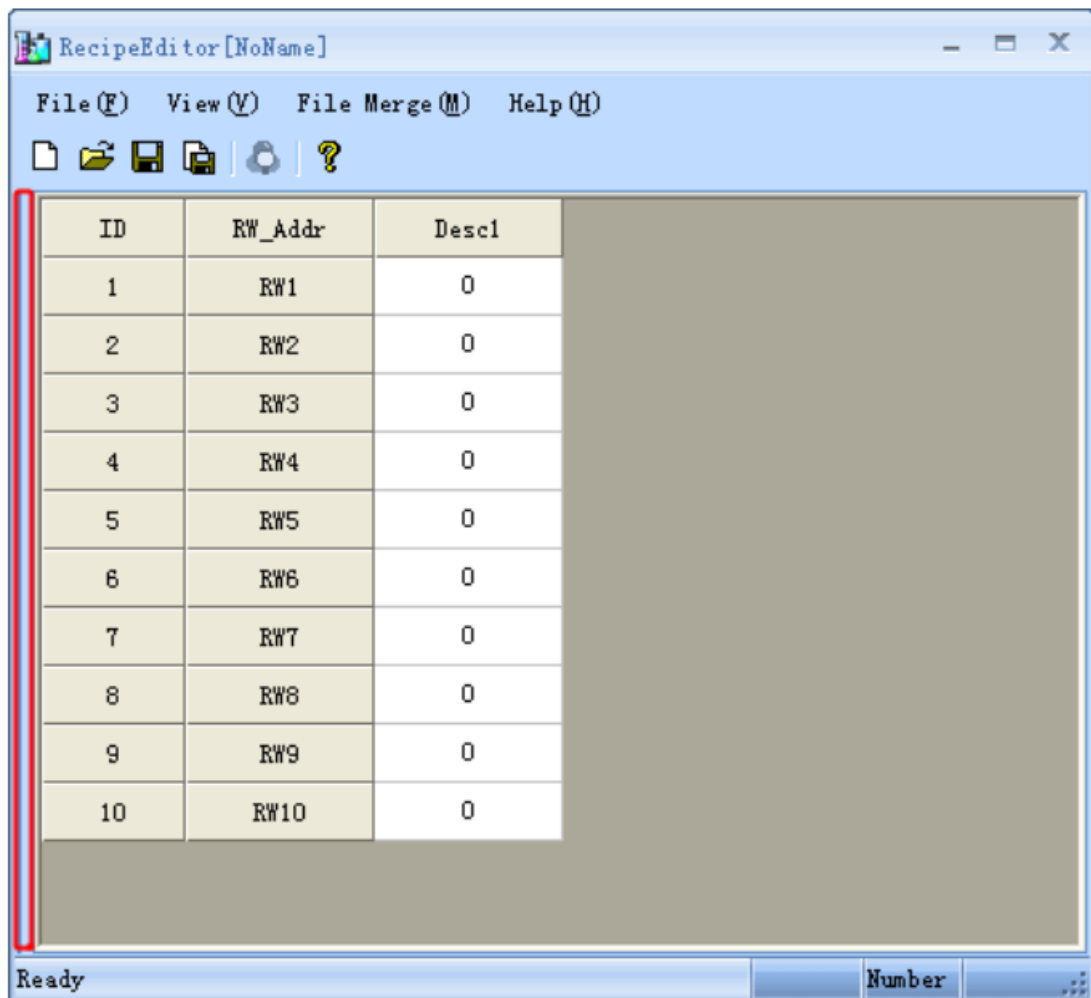 RecipeEditor[NoName]
File(F) View(V) File Merge(M) Help(H)
ID RW_Addr Desc1
1 RW1 0
2 RW2 0
3 RW3 0
4 RW4 0
5 RW5 0
6 RW6 0
7 RW7 0
8 RW8 0
9 RW9 0
10 RW10 0
Ready Number